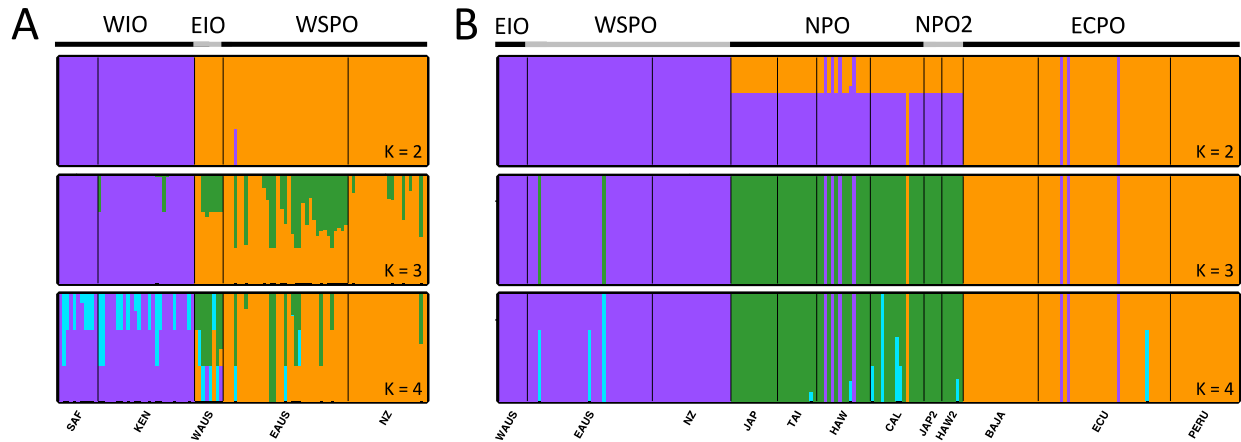 A
WIO EIO WSPO
K = 2
K = 3
K = 4
SAF KEN WAUS EAUS NZ
B
EIO WSPO NPO NPO2 ECPO
K = 2
K = 3
K = 4
WAUS EAUS NZ JAP TAI HAW CAL JAP2 HAW2 BAJA ECU PERU